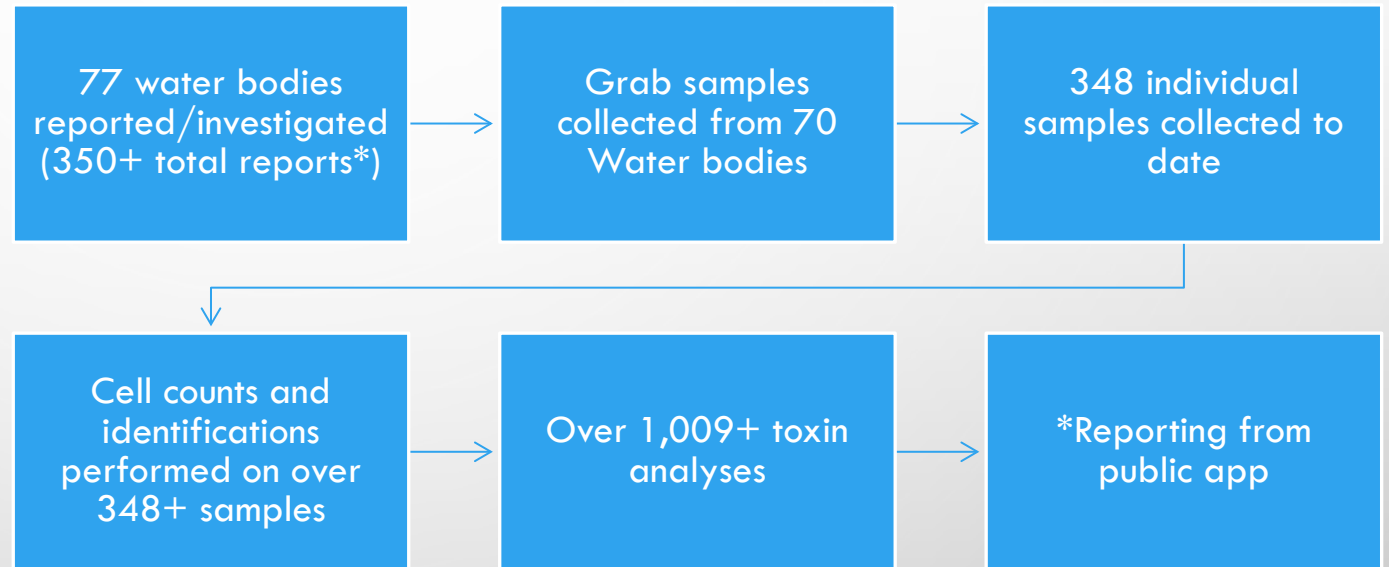 77 water bodies
reported/investigated
(350+ total reports*)
Grab samples
collected from 70
Water bodies
348 individual
samples collected to
date
Cell counts and
identifications
performed on over
348+ samples
Over 1,009+ toxin
analyses
*Reporting from
public app